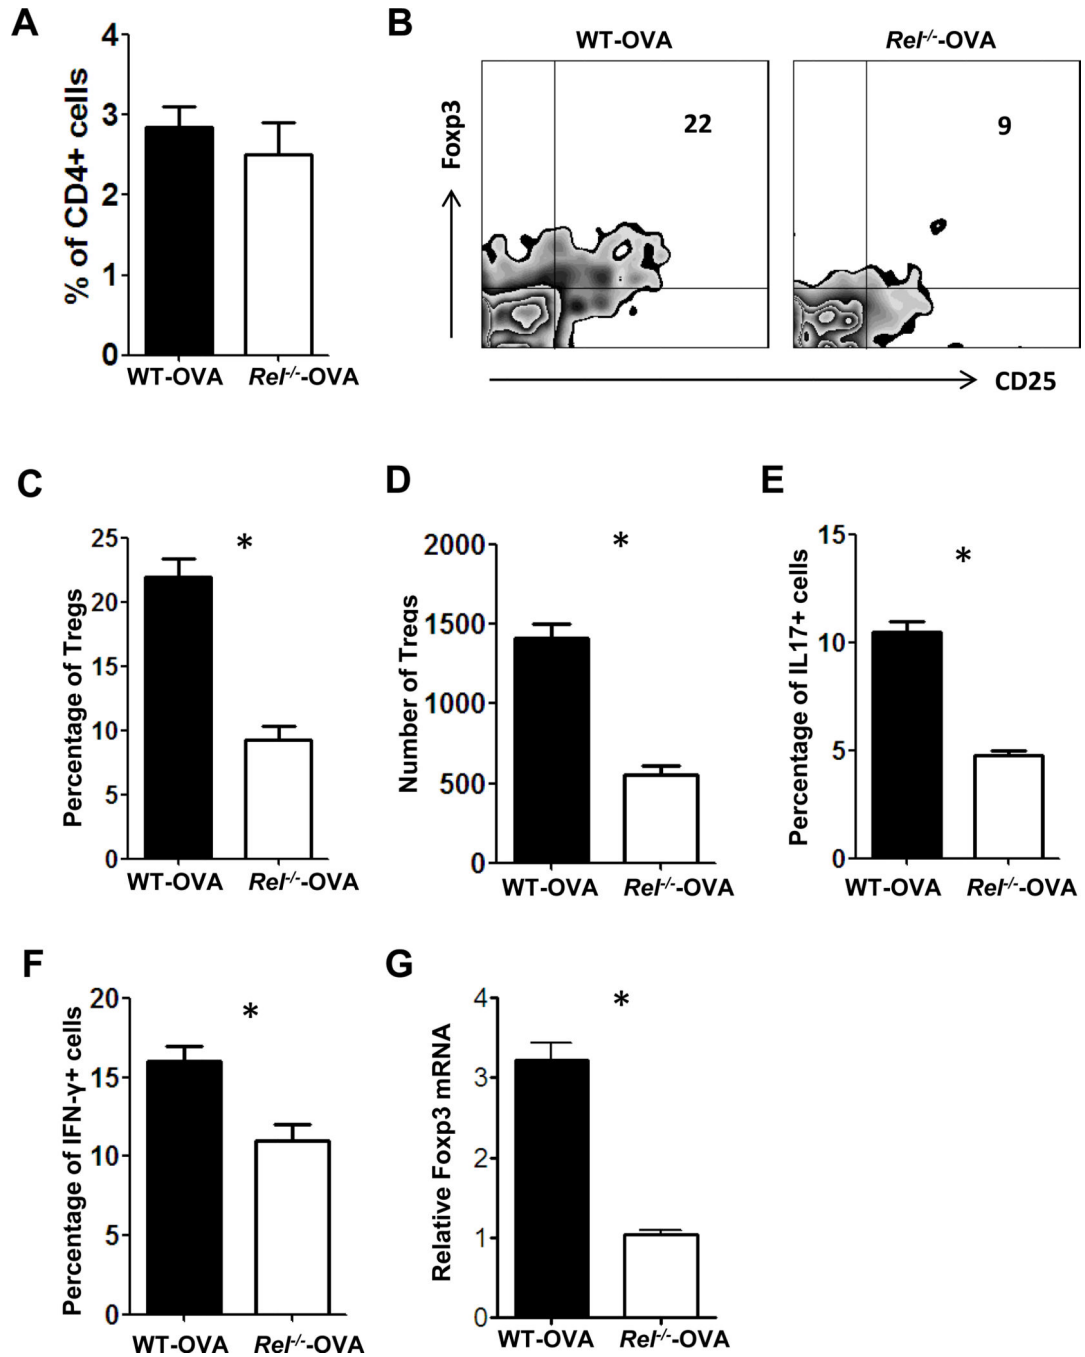 A
% of CD4+ cells
4
3
2
1
0
WT-OVA
Rel-/--OVA
B
WT-OVA
Rel-/--OVA
Foxp3
22
9
CD25
C
Percentage of Tregs
25
20
15
10
5
0
*
WT-OVA
Rel-/--OVA
D
Number of Tregs
2000
1500
1000
500
0
*
WT-OVA
Rel-/--OVA
E
Percentage of IL17+ cells
15
10
5
0
*
WT-OVA
Rel-/--OVA
F
Percentage of IFN-γ+ cells
20
15
10
5
0
*
WT-OVA
Rel-/--OVA
G
Relative Foxp3 mRNA
4
3
2
1
0
*
WT-OVA
Rel-/--OVA